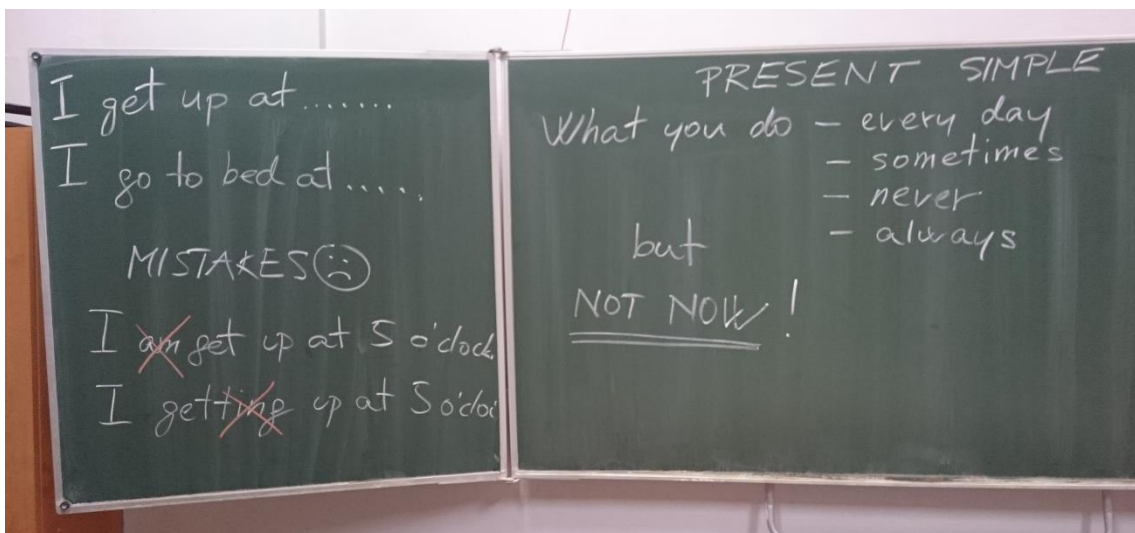 I get up at.......
I go to bed at.....
MISTAKES
I am get up at 5 o'clock.
I getting up at 5 o'cloc
PRESENT SIMPLE
What you do - every day
- sometimes
- never
- always
but
NOT NOW!